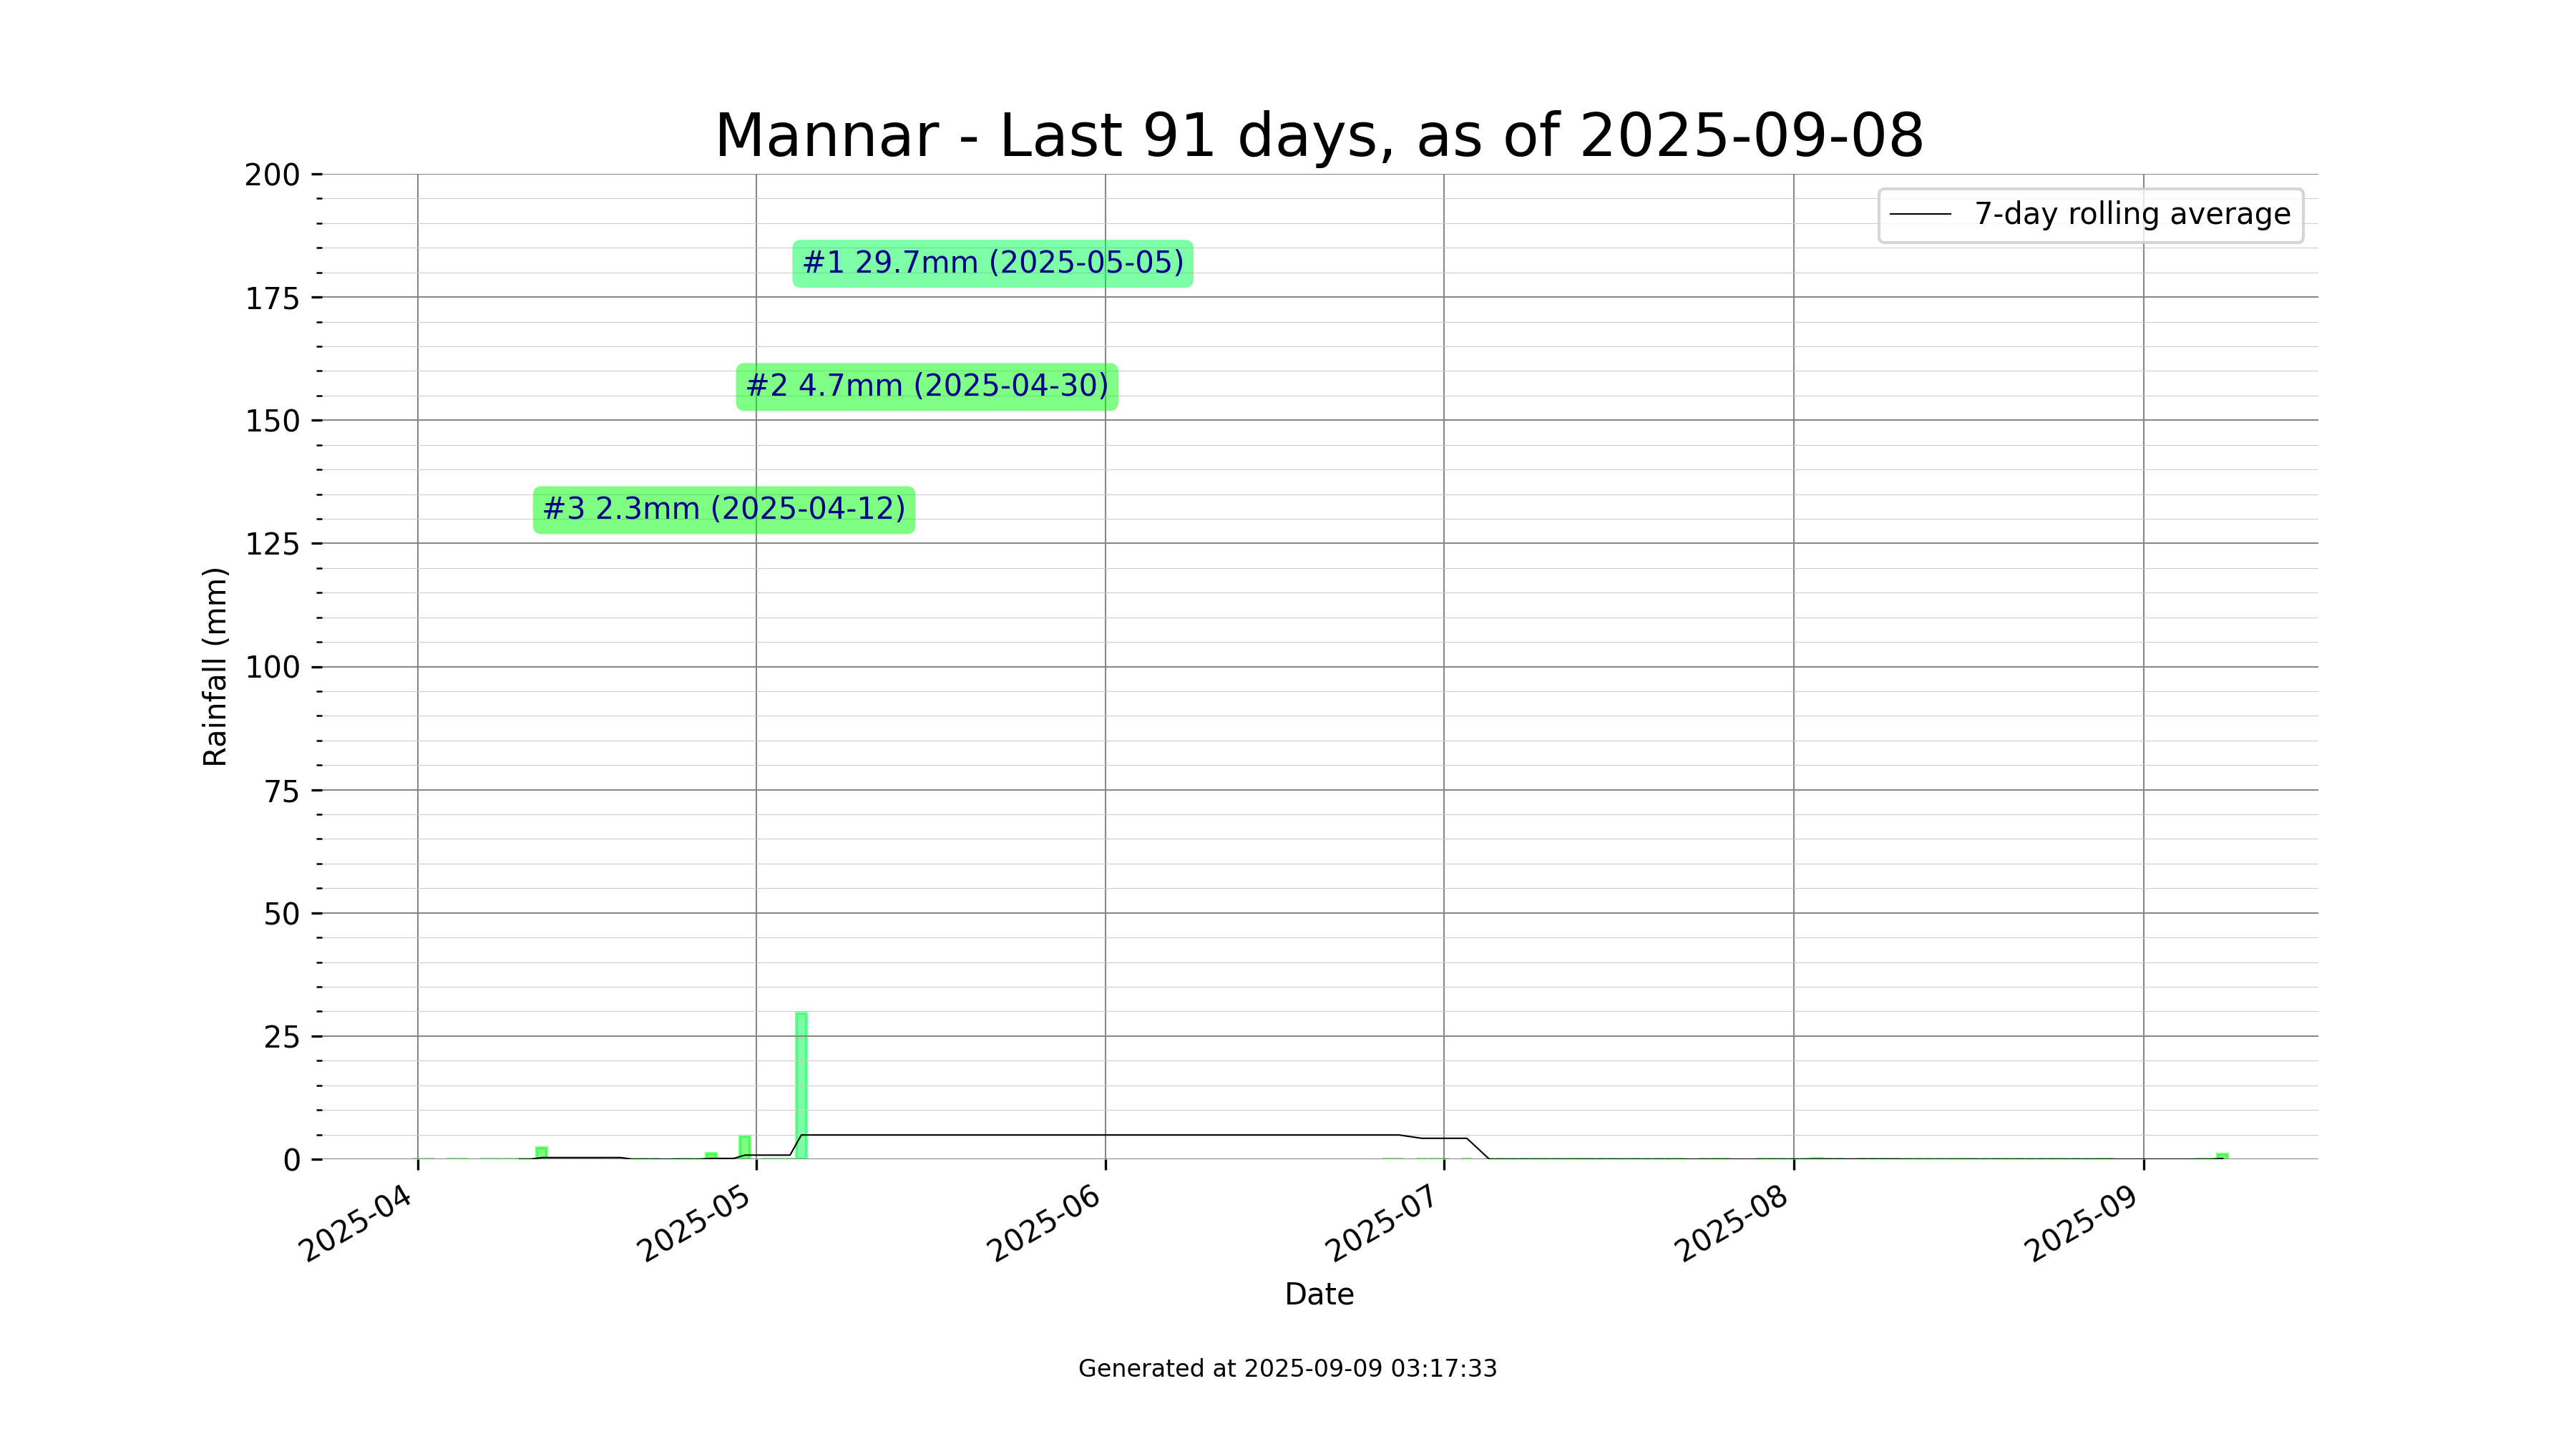 Mannar - Last 91 days, as of 2025-09-08
7-day rolling average
200
175
150
125
100
75
50
25
0
Rainfall (mm)
#1 29.7mm (2025-05-05)
#2 4.7mm (2025-04-30)
#3 2.3mm (2025-04-12)
2025-04
2025-05
2025-06
2025-07
2025-08
2025-09
Date
Generated at 2025-09-09 03:17:33